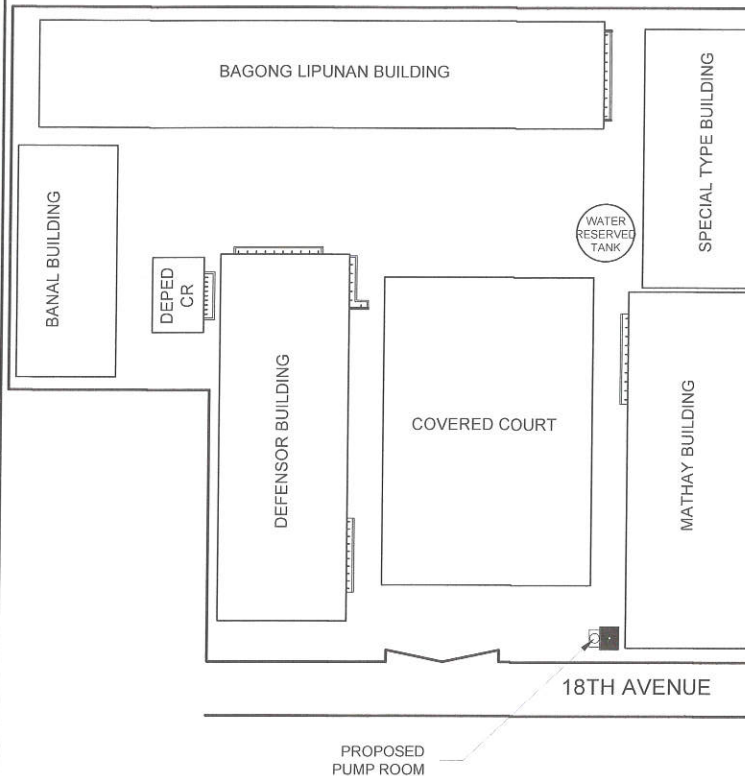 BAGONG LIPUNAN BUILDING
SPECIAL TYPE BUILDING
BANAL BUILDING
WATER
RESERVED
TANK
DEPED
CR
DEFENSOR BUILDING
COVERED COURT
MATHAY BUILDING
18TH AVENUE
PROPOSED
PUMP ROOM